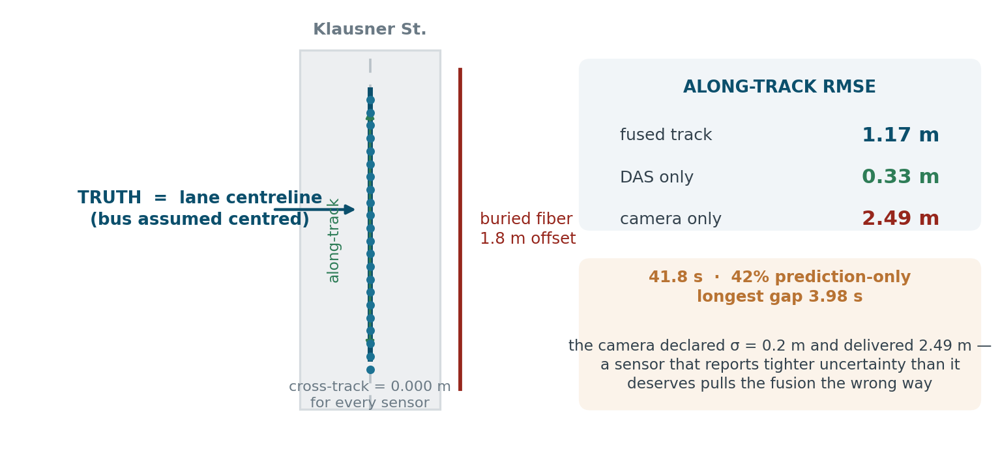 Klausner St.
TRUTH = lane centreline
(bus assumed centred)
along-track
cross-track = 0.000 m
for every sensor
buried fiber
1.8 m offset
ALONG-TRACK RMSE
fused track 1.17 m
DAS only 0.33 m
camera only 2.49 m
41.8 s · 42% prediction-only
longest gap 3.98 s
the camera declared σ = 0.2 m and delivered 2.49 m —
a sensor that reports tighter uncertainty than it
deserves pulls the fusion the wrong way